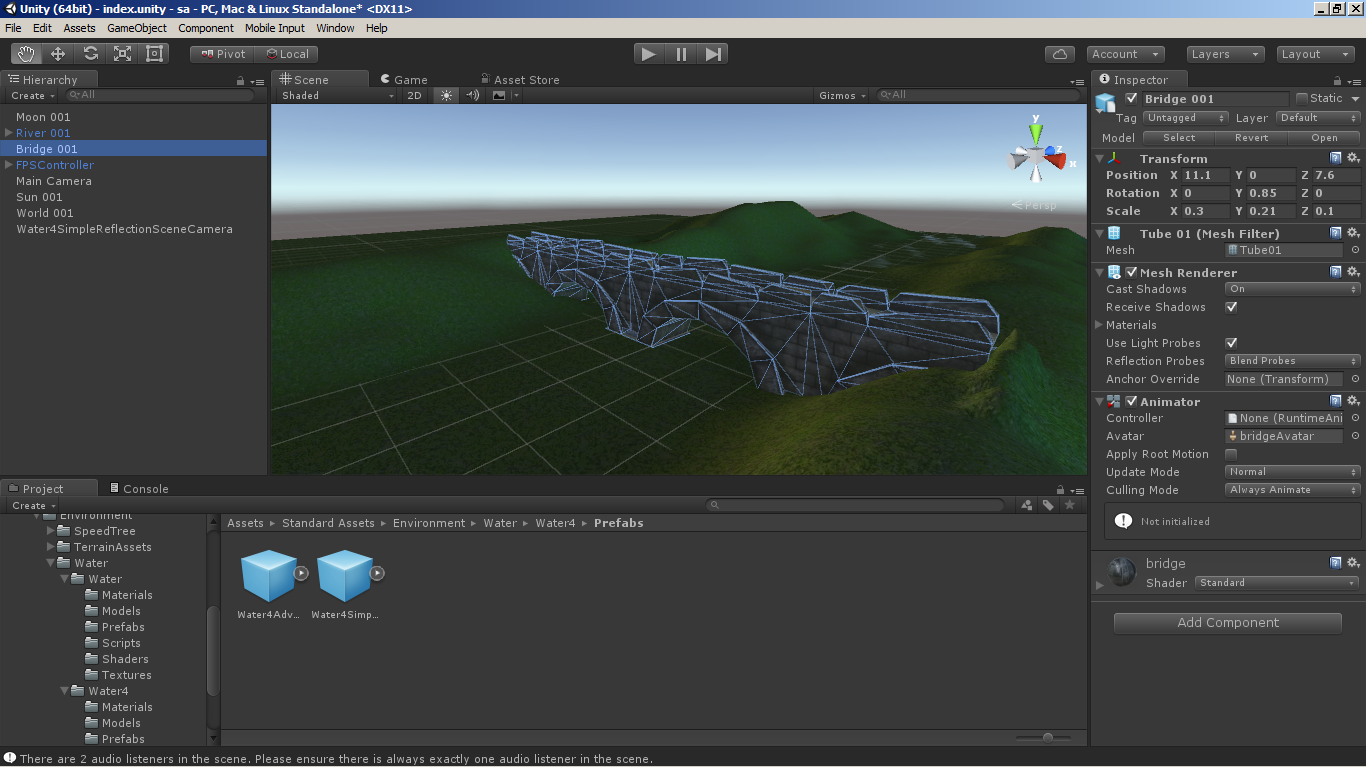 Unity (64bit) - index.unity - sa - PC, Mac & Linux Standalone* <DX11>
File Edit Assets GameObject Component Mobile Input Window Help
Pivot Local Account Layers Layout
Hierarchy
Create All
Moon 001
River 001
Bridge 001
FPSController
Main Camera
Sun 001
World 001
Water4SimpleReflectionSceneCamera
Scene Game Asset Store
Shaded 2D Gizmos All
y
z
x
Persp
Inspector
Bridge 001 Static
Tag Untagged Layer Default
Model Select Revert Open
Transform
Position X 11.1 Y 0 Z 7.6
Rotation X 0 Y 0.85 Z 0
Scale X 0.3 Y 0.21 Z 0.1
Tube 01 (Mesh Filter)
Mesh Tube01
Mesh Renderer
Cast Shadows On
Receive Shadows
Materials
Use Light Probes
Reflection Probes Blend Probes
Anchor Override None (Transform)
Animator
Controller None (RuntimeAni
Avatar bridgeAvatar
Apply Root Motion
Update Mode Normal
Culling Mode Always Animate
Not initialized
bridge
Shader Standard
Add Component
Project Console
Create
Environment
SpeedTree
TerrainAssets
Water
Water
Materials
Models
Prefabs
Scripts
Shaders
Textures
Water4
Materials
Models
Prefabs
Assets Standard Assets Environment Water Water4 Prefabs
Water4Adv... Water4Simp...
There are 2 audio listeners in the scene. Please ensure there is always exactly one audio listener in the scene.